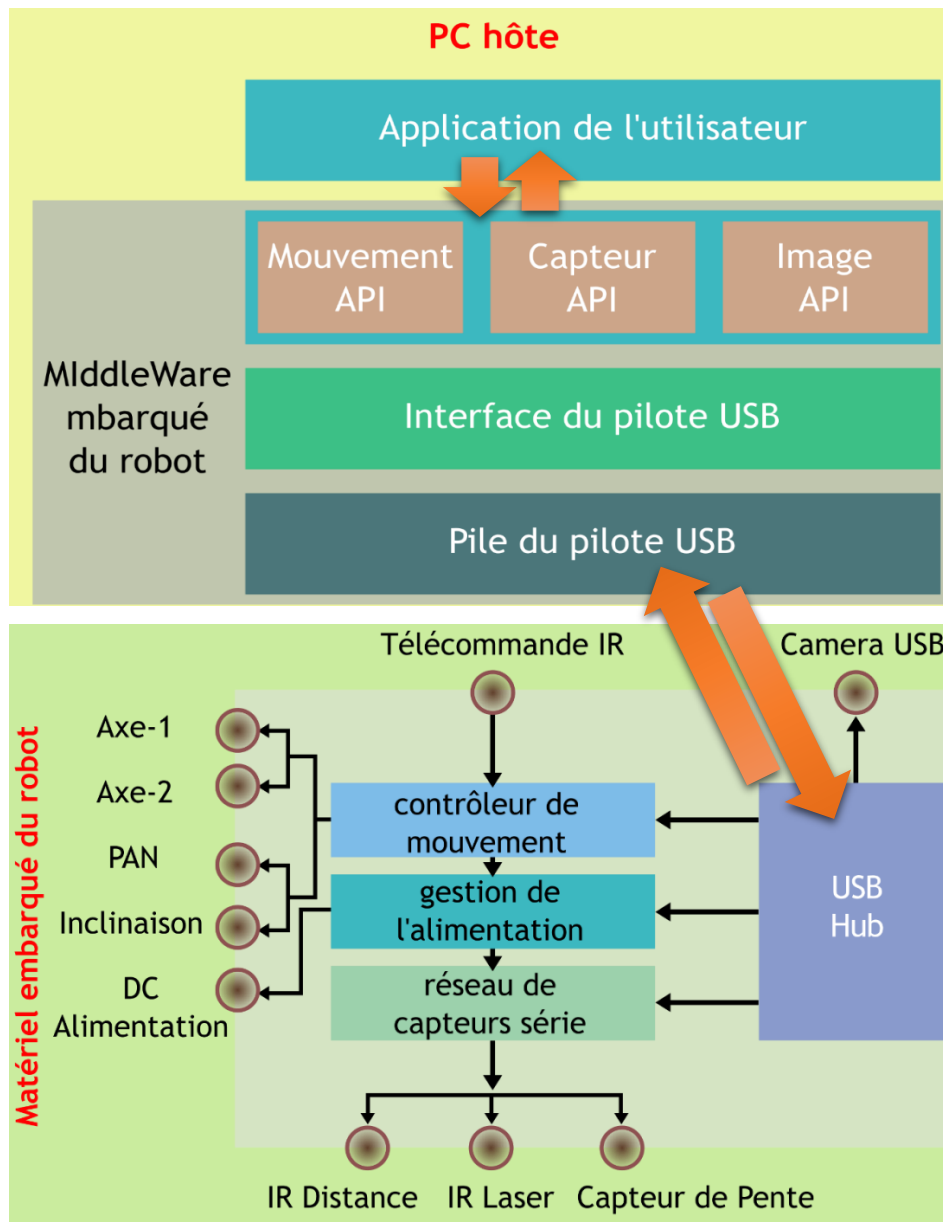 PC hôte
Application de l'utilisateur
Mouvement
API
Capteur
API
Image
API
MIddleWare
mbarqué
du robot
Interface du pilote USB
Pile du pilote USB
Télécommande IR
Camera USB
Matériel embarqué du robot
Axe-1
Axe-2
PAN
Inclinaison
DC
Alimentation
contrôleur de
mouvement
gestion de
l'alimentation
réseau de
capteurs série
USB
Hub
IR Distance
IR Laser
Capteur de Pente